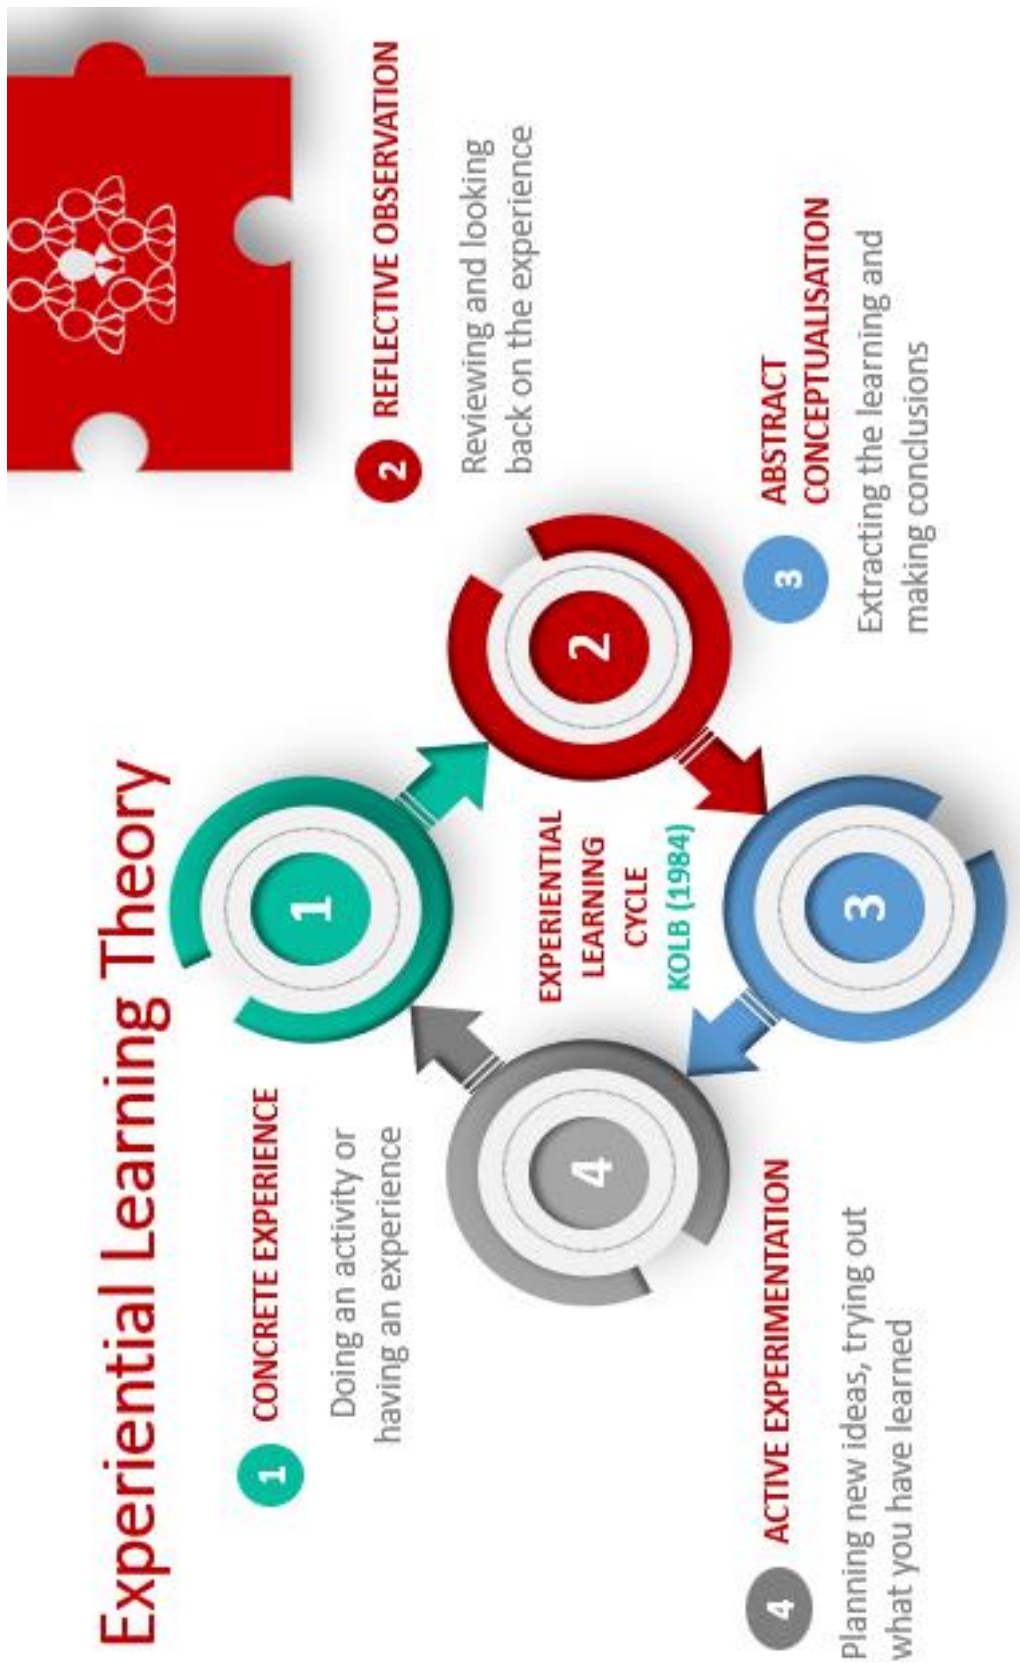 Experiential Learning Theory
1
CONCRETE EXPERIENCE
Doing an activity or
having an experience
2
REFLECTIVE OBSERVATION
Reviewing and looking
back on the experience
1
2
3
4
EXPERIENTIAL
LEARNING
CYCLE
KOLB (1984)
3
ABSTRACT
CONCEPTUALISATION
Extracting the learning and
making conclusions
4
ACTIVE EXPERIMENTATION
Planning new ideas, trying out
what you have learned